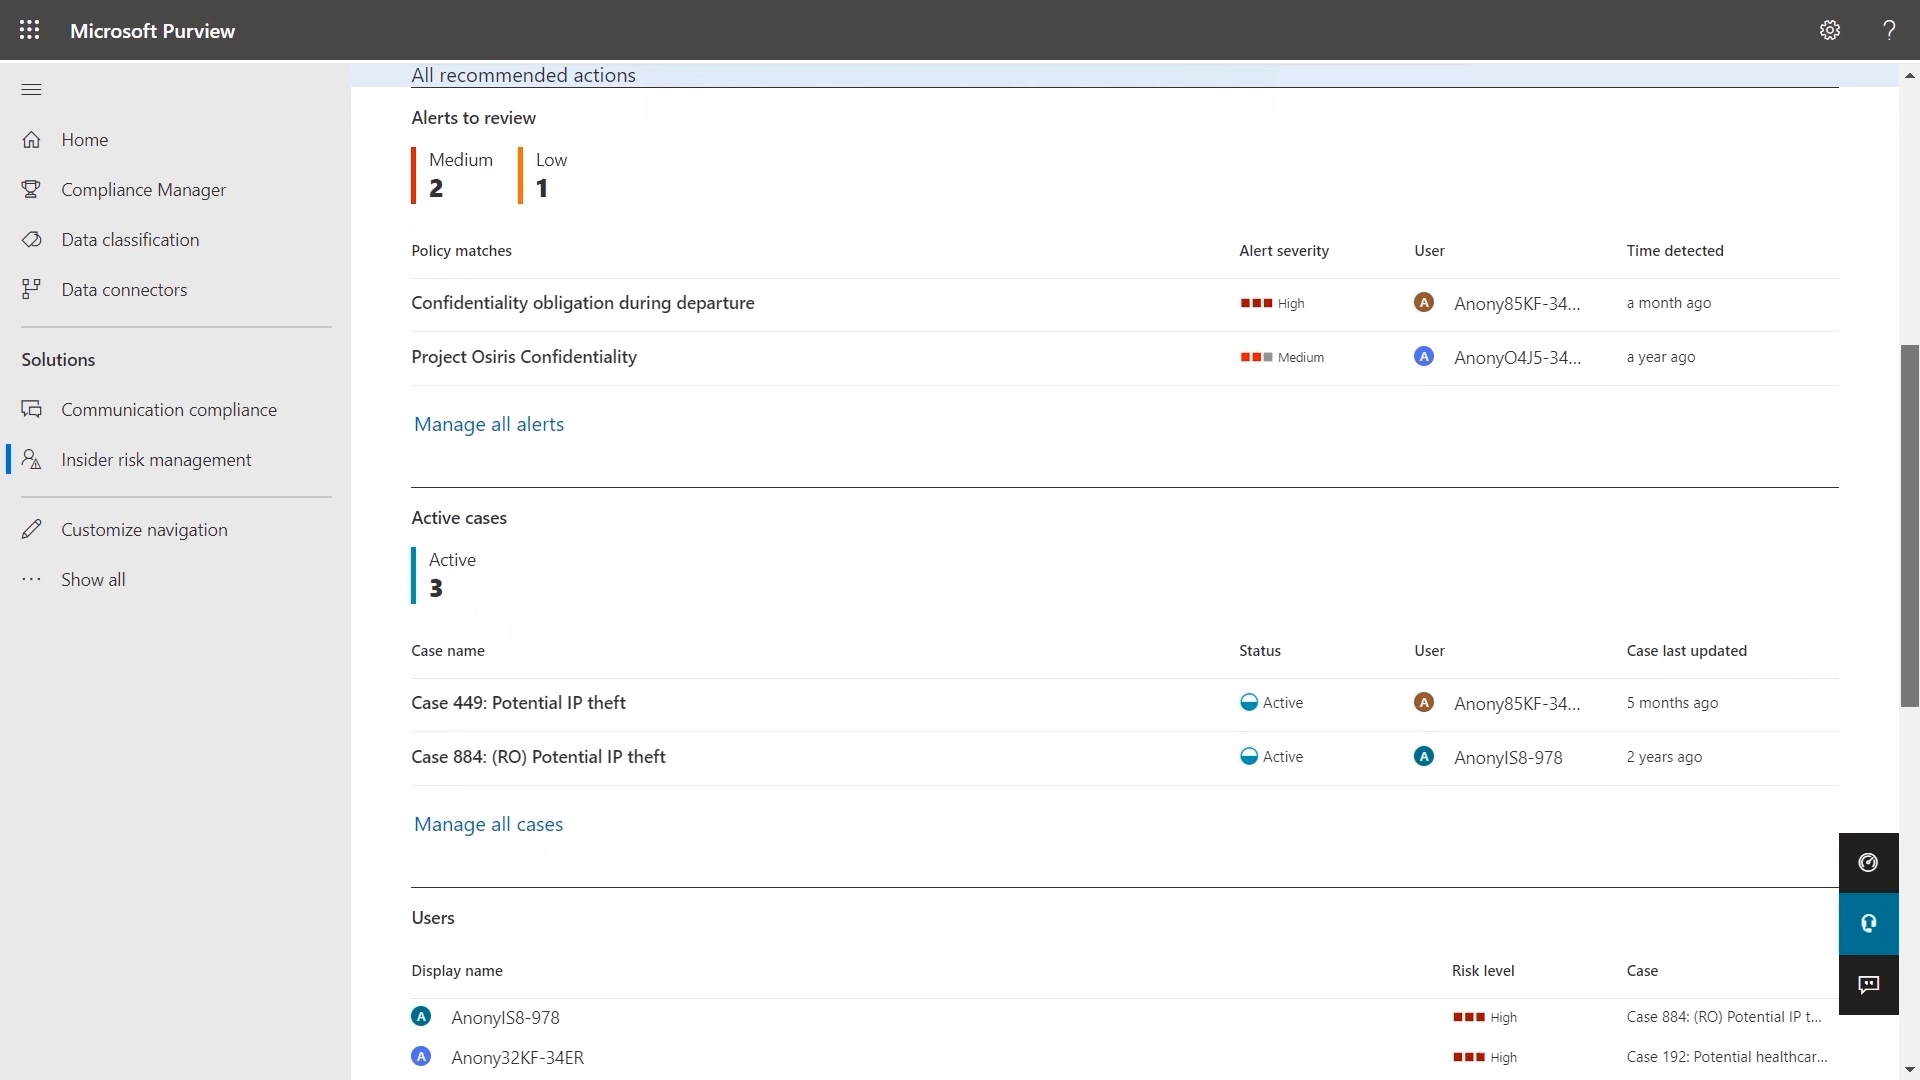 Microsoft Purview
?
All recommended actions
Home
Compliance Manager
Data classification
Data connectors
Solutions
Communication compliance
Insider risk management
Customize navigation
Show all
Alerts to review
Medium Low
2 1
Policy matches Alert severity User Time detected
Confidentiality obligation during departure High A Anony85KF-34... a month ago
Project Osiris Confidentiality Medium A AnonyO4J5-34... a year ago
Manage all alerts
Active cases
Active
3
Case name Status User Case last updated
Case 449: Potential IP theft Active A Anony85KF-34... 5 months ago
Case 884: (RO) Potential IP theft Active A AnonyIS8-978 2 years ago
Manage all cases
Users
Display name Risk level Case
A AnonyIS8-978 High Case 884: (RO) Potential IP t...
A Anony32KF-34ER High Case 192: Potential healthcar...